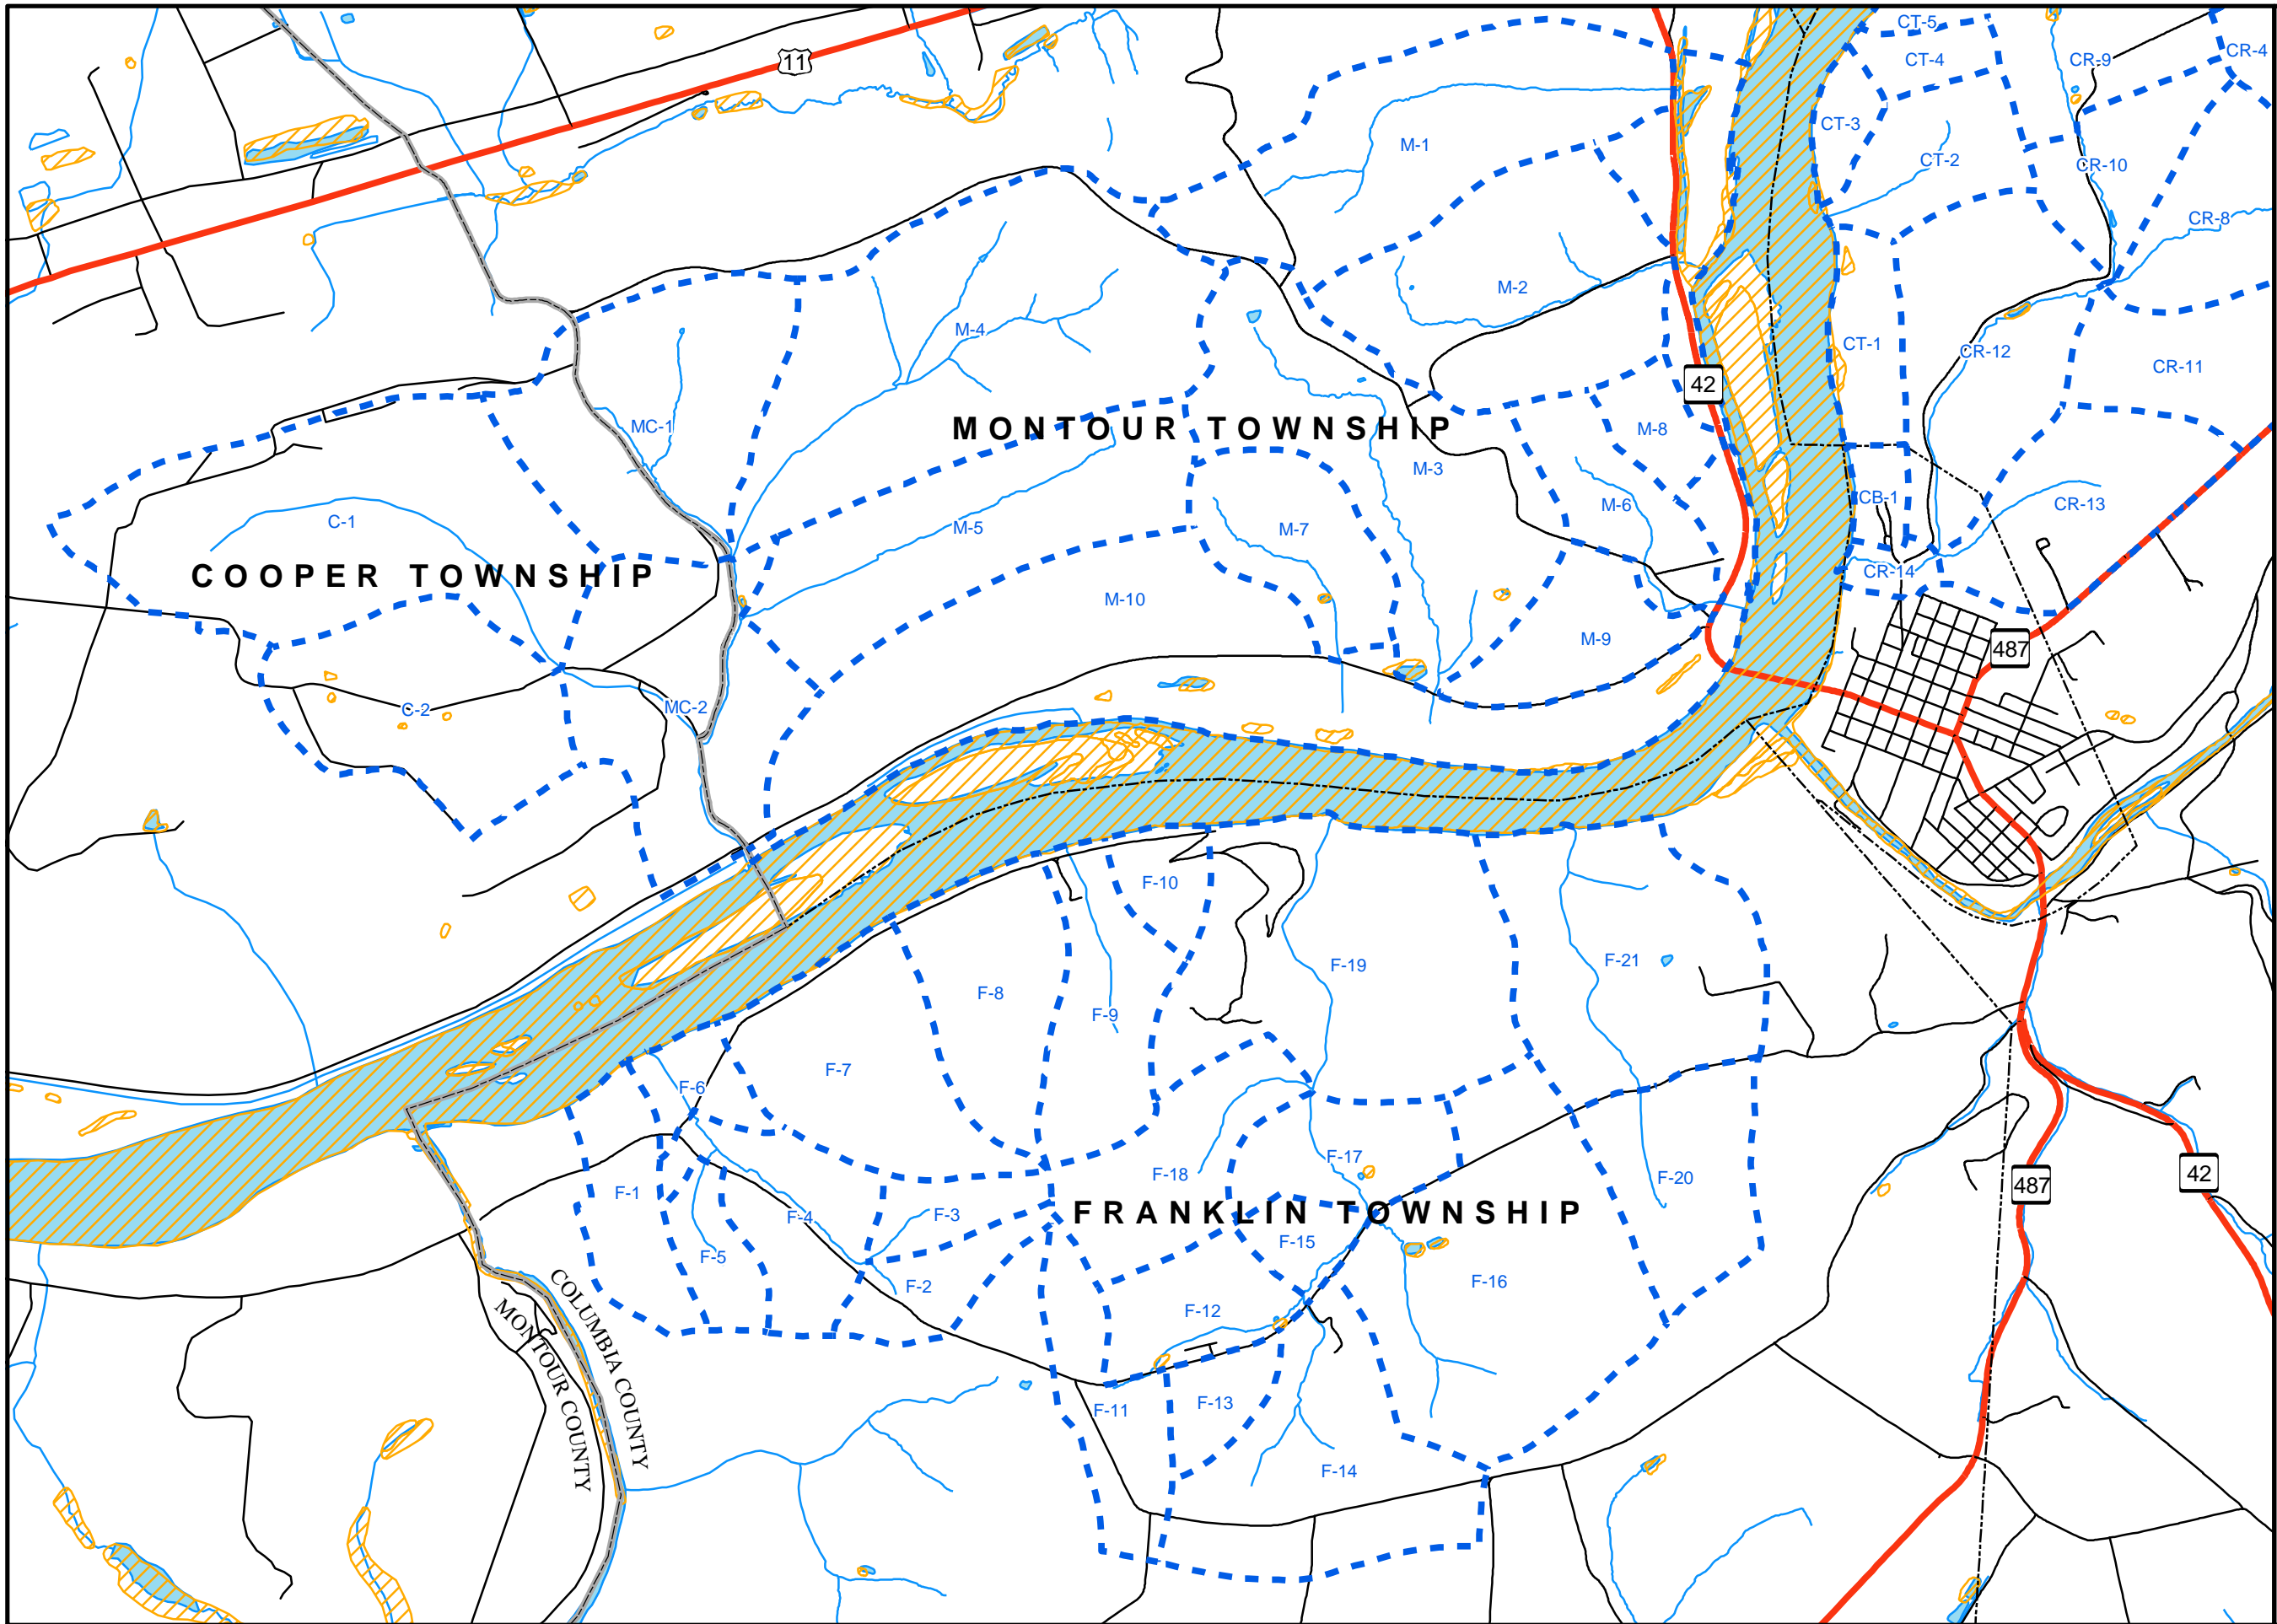 CT-5
CR-4
11
CT-4
CR-9
CT-3
M-1
CT-2
CR-10
CR-8
M-2
M-4
CT-1
CR-12
CR-11
42
MC-1
MONTOUR TOWNSHIP
M-8
M-3
CB-1
CR-13
M-6
C-1
M-5
M-7
COOPER TOWNSHIP
CR-14
M-10
M-9
487
C-2
MC-2
F-10
F-21
F-19
F-8
F-9
F-7
F-6
F-17
F-18
F-20
487
42
F-1
FRANKLIN TOWNSHIP
F-4
F-3
F-15
F-5
F-2
F-16
F-12
COLUMBIA COUNTY
MONTOUR COUNTY
F-11
F-13
F-14